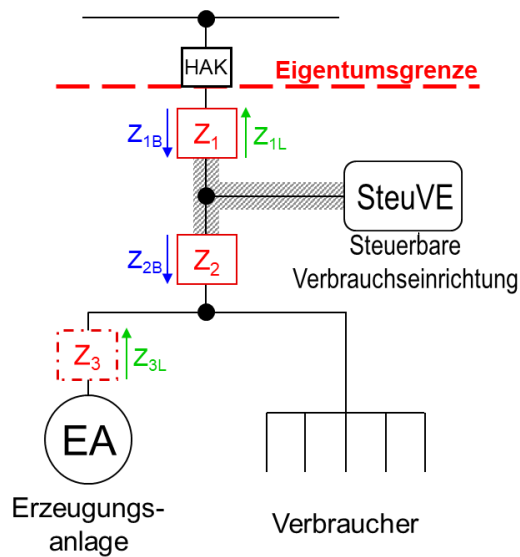 HAK
Eigentumsgrenze
Z1B
Z1
Z1L
SteuVE
Steuerbare
Verbrauchseinrichtung
Z2B
Z2
Z3
Z3L
EA
Erzeugungs-
anlage
Verbraucher